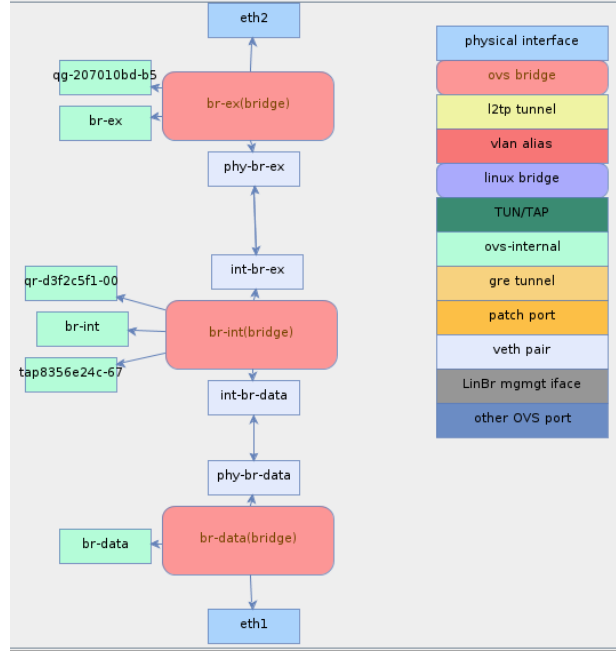 eth2
qg-207010bd-b5
br-ex(bridge)
br-ex
phy-br-ex
int-br-ex
qr-d3f2c5f1-00
br-int
br-int(bridge)
tap8356e24c-67
int-br-data
phy-br-data
br-data(bridge)
br-data
eth1
physical interface
ovs bridge
l2tp tunnel
vlan alias
linux bridge
TUN/TAP
ovs-internal
gre tunnel
patch port
veth pair
LinBr mgmgt iface
other OVS port